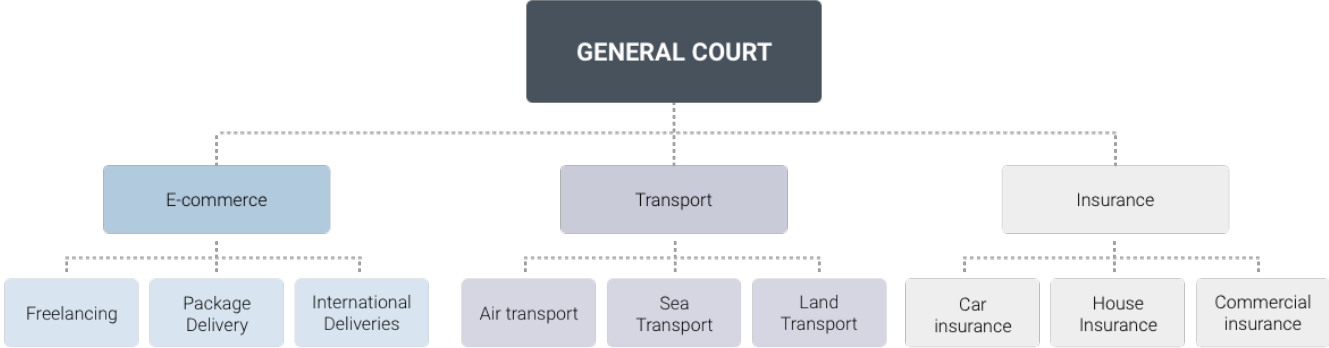 GENERAL COURT
E-commerce
Transport
Insurance
Freelancing
Package
Delivery
International
Deliveries
Air transport
Sea
Transport
Land
Transport
Car
insurance
House
Insurance
Commercial
insurance